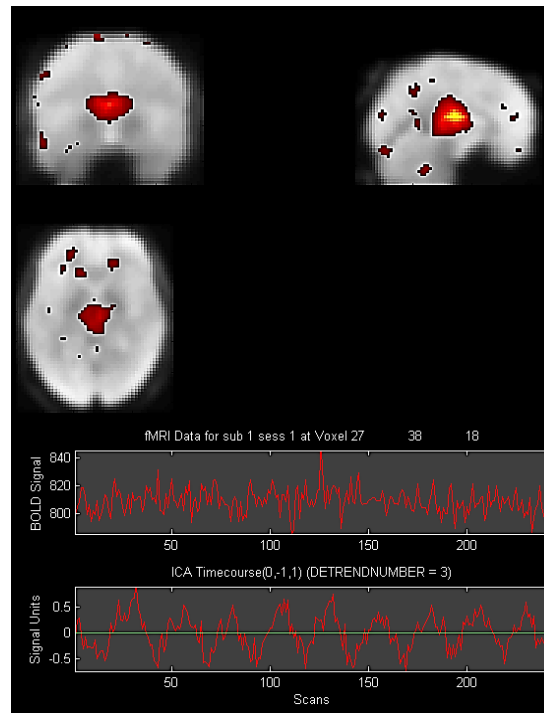 fMRI Data for sub 1 sess 1 at Voxel 27 38 18
840
820
800
BOLD Signal
50 100 150 200
ICA Timecourse(0,-1,1) (DETRENDNUMBER = 3)
0.5
0
-0.5
Signal Units
50 100 150 200
Scans